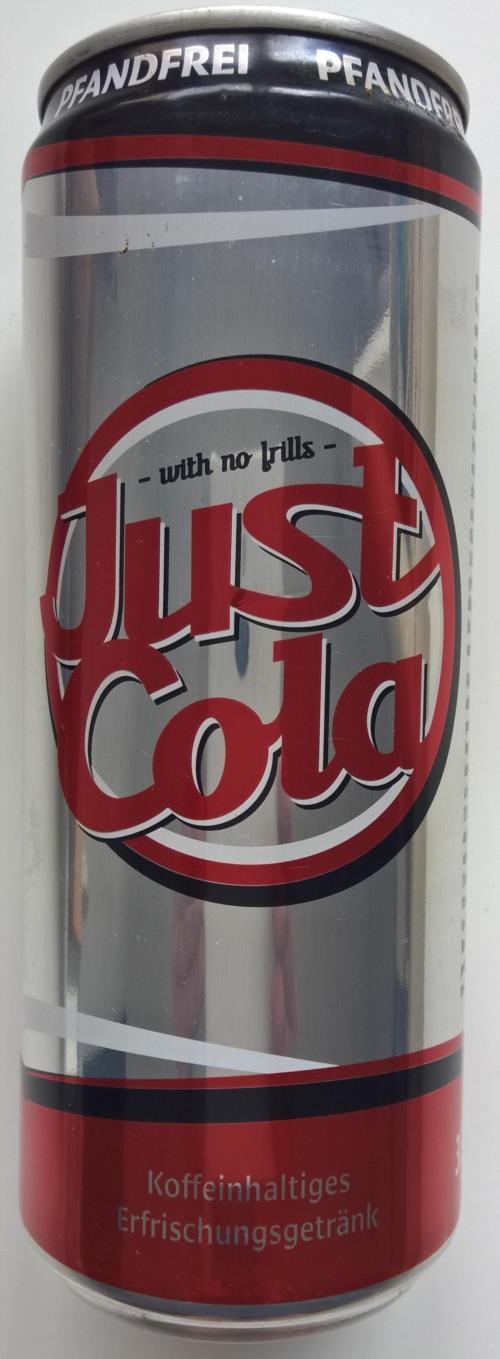 PFANDFREI PFANDFREI
- with no frills -
Just
Cola
Koffeinhaltiges
Erfrischungsgetränk